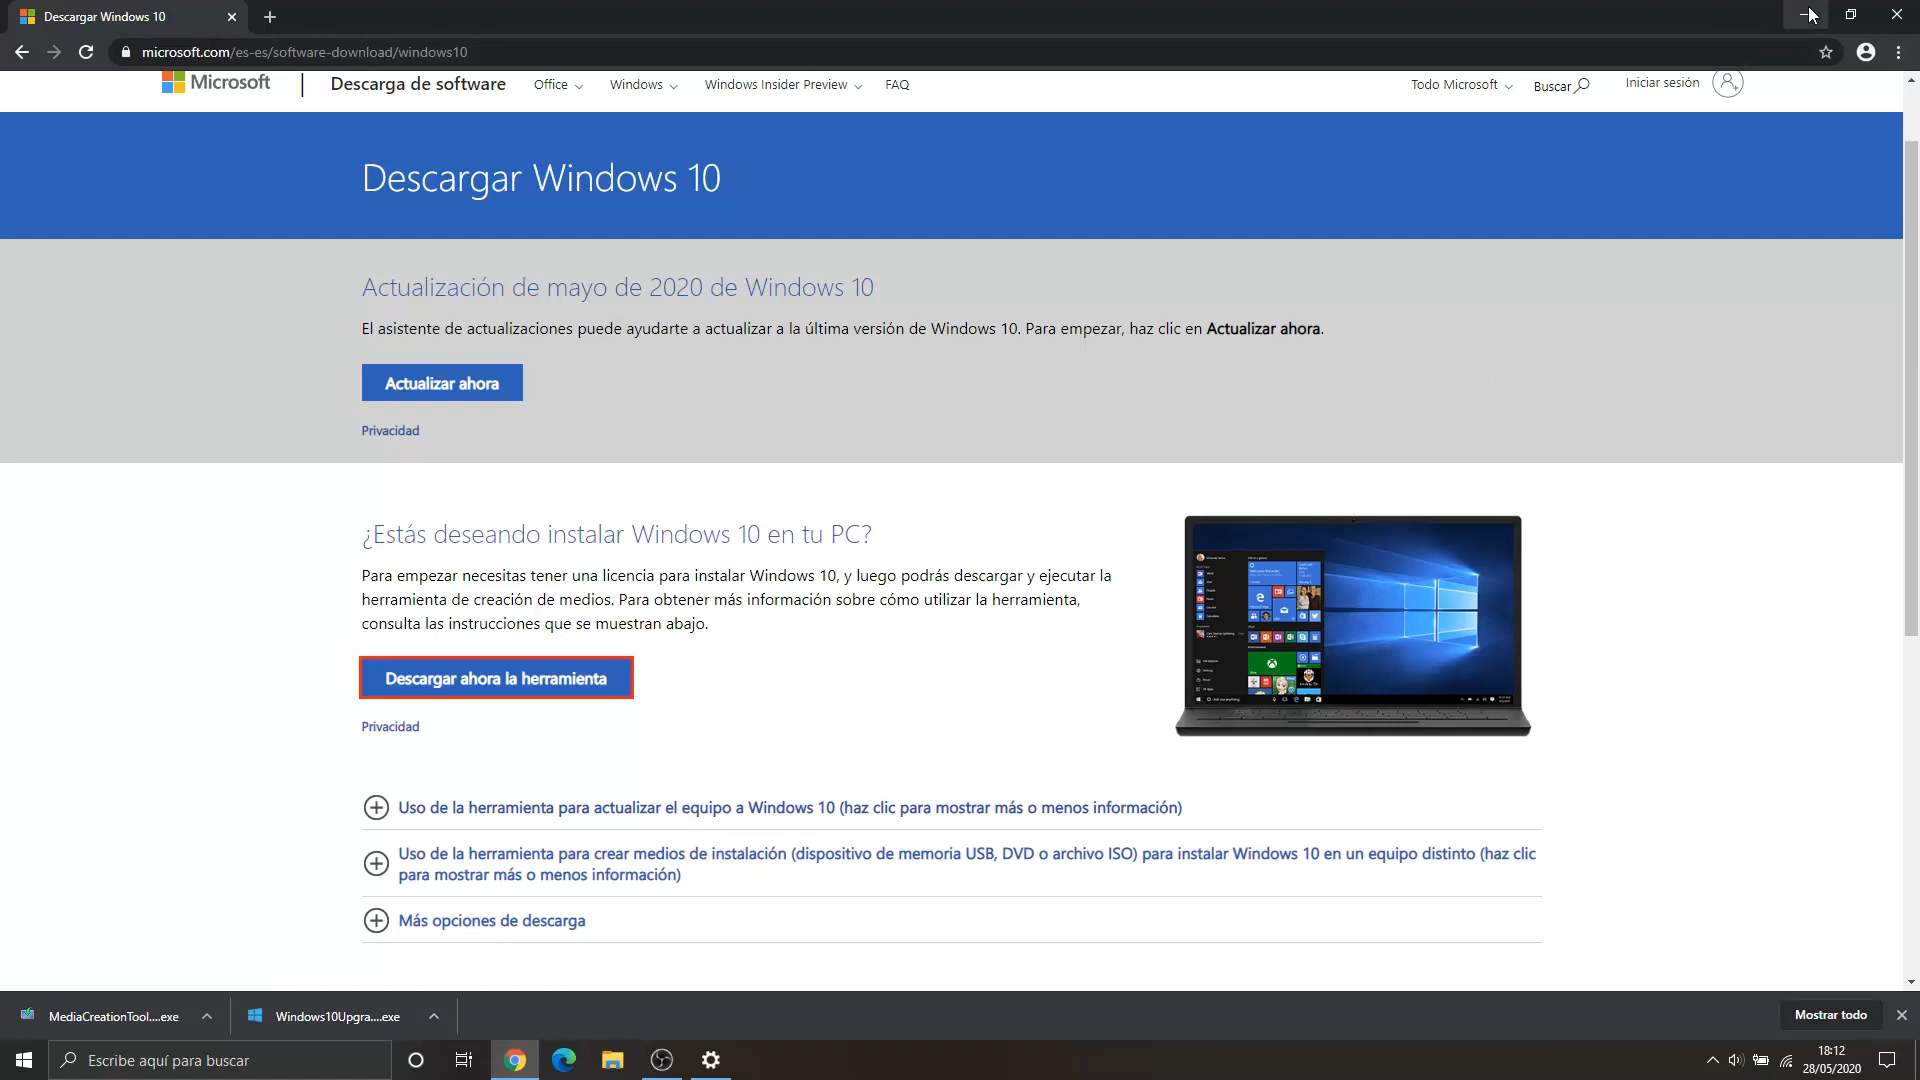 Descargar Windows 10
microsoft.com/es-es/software-download/windows10
Microsoft
Descarga de software
Office
Windows
Windows Insider Preview
FAQ
Todo Microsoft
Buscar
Iniciar sesión
Descargar Windows 10
Actualización de mayo de 2020 de Windows 10
El asistente de actualizaciones puede ayudarte a actualizar a la última versión de Windows 10. Para empezar, haz clic en Actualizar ahora.
Actualizar ahora
Privacidad
¿Estás deseando instalar Windows 10 en tu PC?
Para empezar necesitas tener una licencia para instalar Windows 10, y luego podrás descargar y ejecutar la
herramienta de creación de medios. Para obtener más información sobre cómo utilizar la herramienta,
consulta las instrucciones que se muestran abajo.
Descargar ahora la herramienta
Privacidad
Uso de la herramienta para actualizar el equipo a Windows 10 (haz clic para mostrar más o menos información)
Uso de la herramienta para crear medios de instalación (dispositivo de memoria USB, DVD o archivo ISO) para instalar Windows 10 en un equipo distinto (haz clic
para mostrar más o menos información)
Más opciones de descarga
MediaCreationTool....exe
Windows10Upgra....exe
Mostrar todo
Escribe aquí para buscar
18:12
28/05/2020